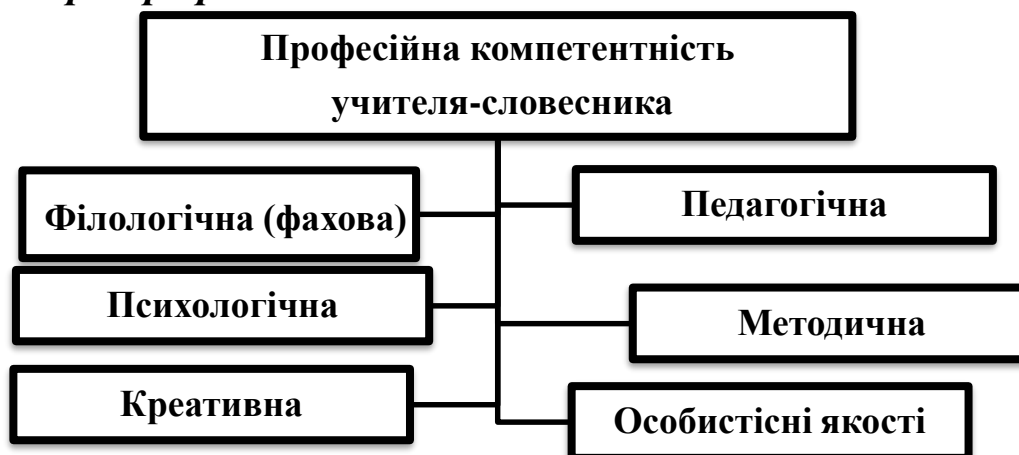 Професійна компетентність
учителя-словесника
Філологічна (фахова)
Педагогічна
Психологічна
Методична
Креативна
Особистісні якості